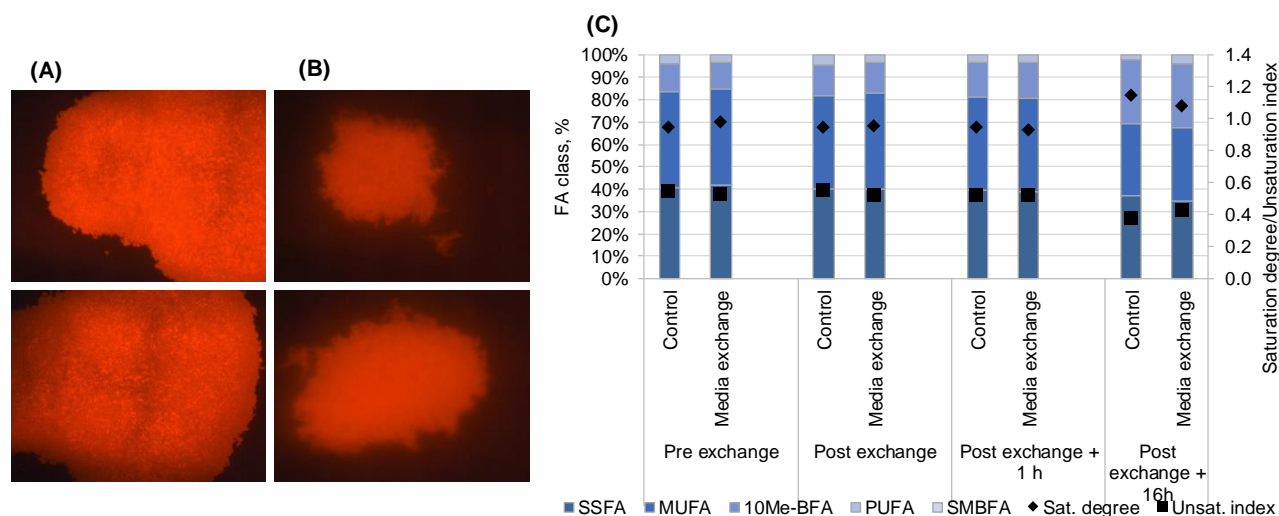 (A)
(B)
(C)
100%
90%
80%
70%
60%
50%
40%
30%
20%
10%
0%
FA class, %
1.4
1.2
1.0
0.8
0.6
0.4
0.2
0.0
Saturation degree/Unsaturation index
Control
Media exchange
Control
Media exchange
Control
Media exchange
Control
Media exchange
Pre exchange
Post exchange
Post exchange +
1 h
Post
exchange +
16h
SSFA MUFA 10Me-BFA PUFA SMBFA Sat. degree Unsat. index